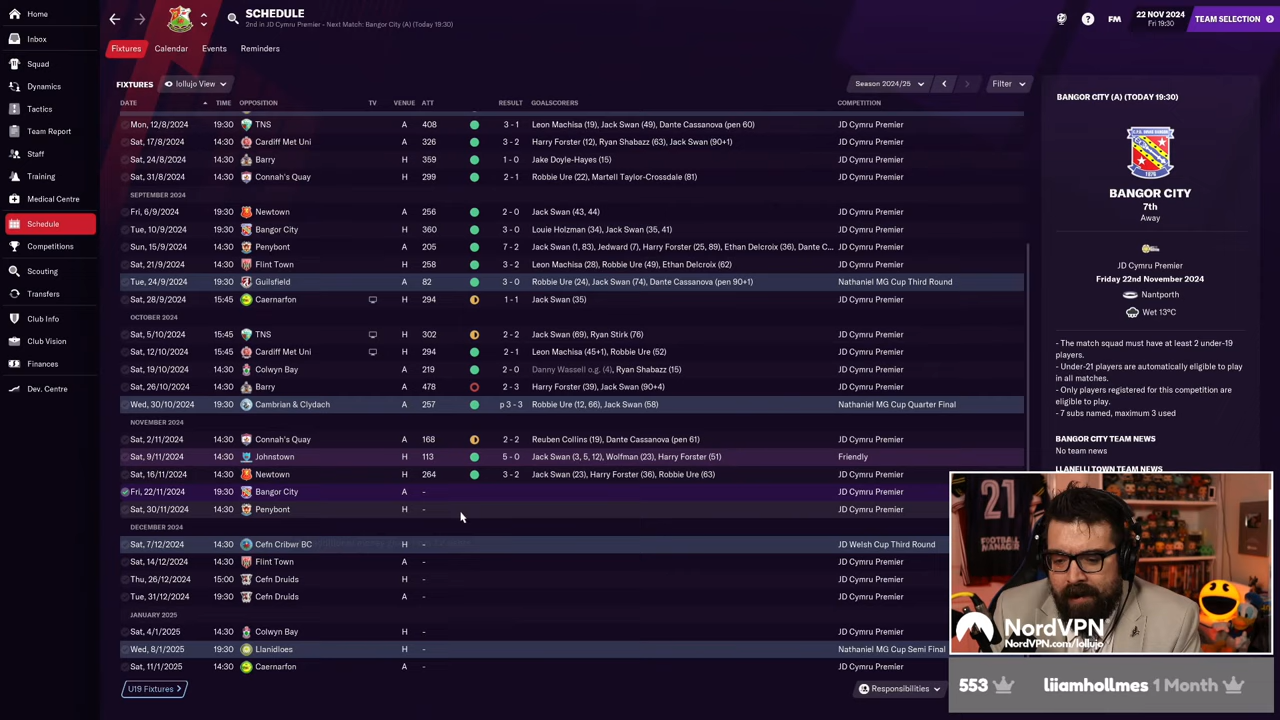 Home
Inbox
Squad
Dynamics
Tactics
Team Report
Staff
Training
Medical Centre
Schedule
Competitions
Scouting
Transfers
Club Info
Club Vision
Finances
Dev. Centre
SCHEDULE
2nd in JD Cymru Premier - Next Match: Bangor City (A) (Today 19:30)
FM
22 NOV 2024
Fri 19:30
TEAM SELECTION
Fixtures Calendar Events Reminders
FIXTURES lollujo View Season 2024/25 Filter
DATE TIME OPPOSITION TV VENUE ATT RESULT GOALSCORERS COMPETITION
Mon, 12/8/2024 19:30 TNS A 408 3 - 1 Leon Machisa (19), Jack Swan (49), Dante Cassanova (pen 60) JD Cymru Premier
Sat, 17/8/2024 14:30 Cardiff Met Uni A 326 3 - 2 Harry Forster (12), Ryan Shabazz (63), Jack Swan (90+1) JD Cymru Premier
Sat, 24/8/2024 14:30 Barry H 359 1 - 0 Jake Doyle-Hayes (15) JD Cymru Premier
Sat, 31/8/2024 14:30 Connah's Quay H 299 2 - 1 Robbie Ure (22), Martell Taylor-Crossdale (81) JD Cymru Premier
SEPTEMBER 2024
Fri, 6/9/2024 19:30 Newtown A 256 2 - 0 Jack Swan (43, 44) JD Cymru Premier
Tue, 10/9/2024 19:30 Bangor City H 360 3 - 0 Louie Holzman (34), Jack Swan (35, 41) JD Cymru Premier
Sun, 15/9/2024 14:30 Penybont A 205 7 - 2 Jack Swan (1, 83), Jedward (7), Harry Forster (25, 89), Ethan Delcroix (36), Dante C... JD Cymru Premier
Sat, 21/9/2024 14:30 Flint Town H 258 3 - 2 Leon Machisa (28), Robbie Ure (49), Ethan Delcroix (62) JD Cymru Premier
Tue, 24/9/2024 19:30 Guilsfield A 82 3 - 0 Robbie Ure (24), Jack Swan (74), Dante Cassanova (pen 90+1) Nathaniel MG Cup Third Round
Sat, 28/9/2024 15:45 Caernarfon H 294 1 - 1 Jack Swan (35) JD Cymru Premier
OCTOBER 2024
Sat, 5/10/2024 15:45 TNS H 302 2 - 2 Jack Swan (69), Ryan Stirk (76) JD Cymru Premier
Sat, 12/10/2024 15:45 Cardiff Met Uni H 294 2 - 1 Leon Machisa (45+1), Robbie Ure (52) JD Cymru Premier
Sat, 19/10/2024 14:30 Colwyn Bay A 219 2 - 0 Danny Wassell o.g. (4), Ryan Shabazz (15) JD Cymru Premier
Sat, 26/10/2024 14:30 Barry A 478 2 - 3 Harry Forster (39), Jack Swan (90+4) JD Cymru Premier
Wed, 30/10/2024 19:30 Cambrian & Clydach A 257 p 3 - 3 Robbie Ure (12, 66), Jack Swan (58) Nathaniel MG Cup Quarter Final
NOVEMBER 2024
Sat, 2/11/2024 14:30 Connah's Quay A 168 2 - 2 Reuben Collins (19), Dante Cassanova (pen 61) JD Cymru Premier
Sat, 9/11/2024 14:30 Johnstown A 113 5 - 0 Jack Swan (3, 5, 12), Wolfman (23), Harry Forster (51) Friendly
Sat, 16/11/2024 14:30 Newtown H 264 3 - 2 Jack Swan (23), Harry Forster (36), Robbie Ure (63) JD Cymru Premier
Fri, 22/11/2024 19:30 Bangor City A - JD Cymru Premier
Sat, 30/11/2024 14:30 Penybont H - JD Cymru Premier
DECEMBER 2024
Sat, 7/12/2024 14:30 Cefn Cribwr BC H - JD Welsh Cup Third Round
Sat, 14/12/2024 14:30 Flint Town A - JD Cymru Premier
Thu, 26/12/2024 15:00 Cefn Druids H - JD Cymru Premier
Tue, 31/12/2024 19:30 Cefn Druids A - JD Cymru Premier
JANUARY 2025
Sat, 4/1/2025 14:30 Colwyn Bay H - JD Cymru Premier
Wed, 8/1/2025 19:30 Llanidloes H - Nathaniel MG Cup Semi Final
Sat, 11/1/2025 14:30 Caernarfon A - JD Cymru Premier
U19 Fixtures
Responsibilities
BANGOR CITY (A) (TODAY 19:30)
BANGOR CITY
7th
Away
JD Cymru Premier
Friday 22nd November 2024
Nantporth
Wet 13°C
- The match squad must have at least 2 under-19
players.
- Under-21 players are automatically eligible to play
in all matches.
- Only players registered for this competition are
eligible to play.
- 7 subs named, maximum 3 used
BANGOR CITY TEAM NEWS
No team news
LLANELLI TOWN TEAM NEWS
21
FOOTBALL
MANAGER
NordVPN
NordVPN.com/lollujo
553 liiamhollmes 1 Month